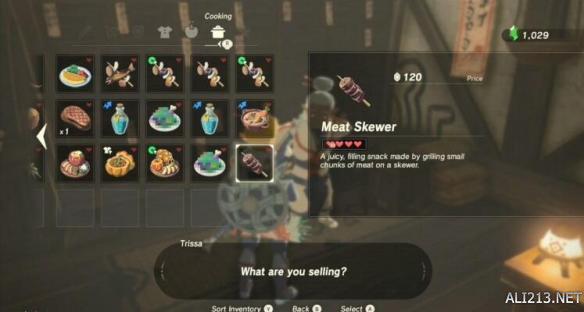 Cooking
R
1,029
120 Price
x1
Meat Skewer
A juicy, filling snack made by grilling small
chunks of meat on a skewer.
Trissa
What are you selling?
Sort Inventory Y Back B Select A
ALI213.NET